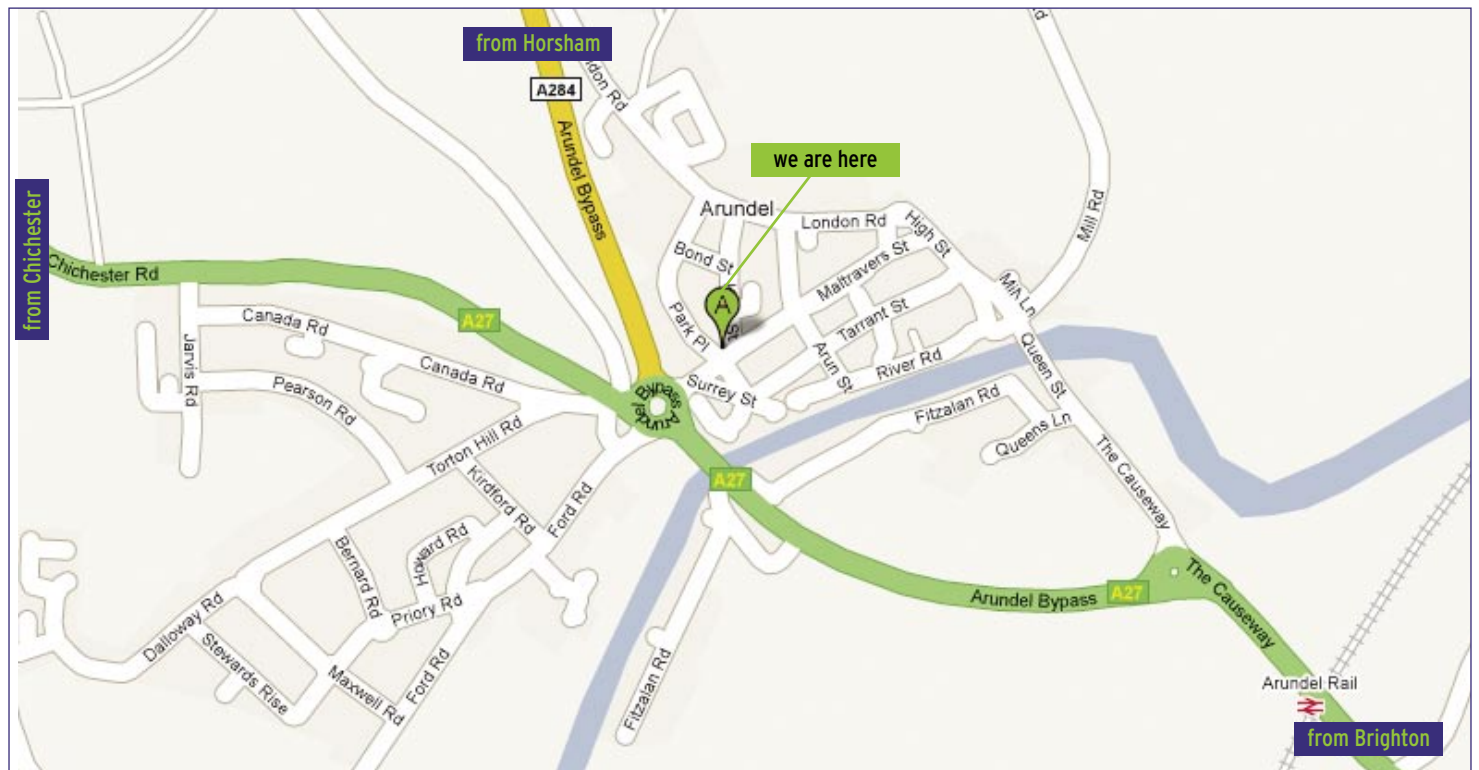 from Horsham
A284
Arundel Bypass
don Rd
Rd
we are here
from Chichester
Chichester Rd
Arundel
London Rd
High St
Mill Rd
Bond St
Maltravers St
Mill Ln
A
Park Pl
Tarrant St
A27
Canada Rd
Jarvis Rd
Canada Rd
Pearson Rd
Arun St
River Rd
Queen St
Surrey St
Arundel Bypass
Fitzalan Rd
Queens Ln
Torton Hill Rd
Kirdford Rd
Ford Rd
A27
The Causeway
Howard Rd
Bernard Rd
Priory Rd
Arundel Bypass
A27
The Causeway
Dalloway Rd
Stewards Rise
Maxwell Rd
Ford Rd
Fitzalan Rd
Arundel Rail
from Brighton